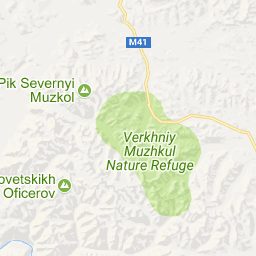 M41
Pik Severnyi
Muzkol
Verkhniy
Muzhkul
Nature Refuge
ovetskikh
Oficerov